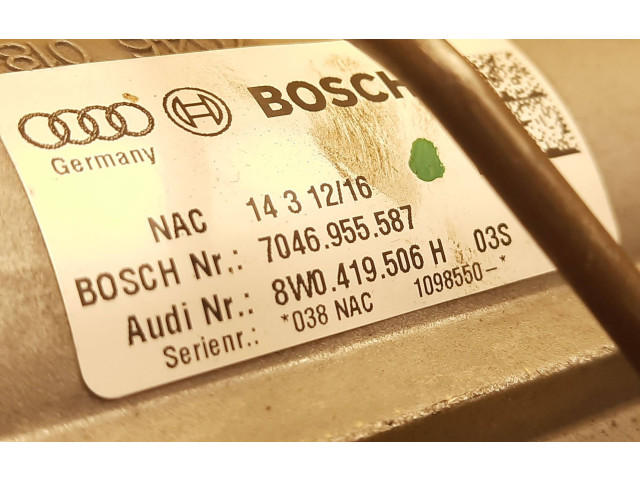 BOSCH
Germany
NAC 14 3 12/16
BOSCH Nr.: 7046.955.587
Audi Nr.: 8W0.419.506 H 03S
Serienr.: *038 NAC 1098550-*